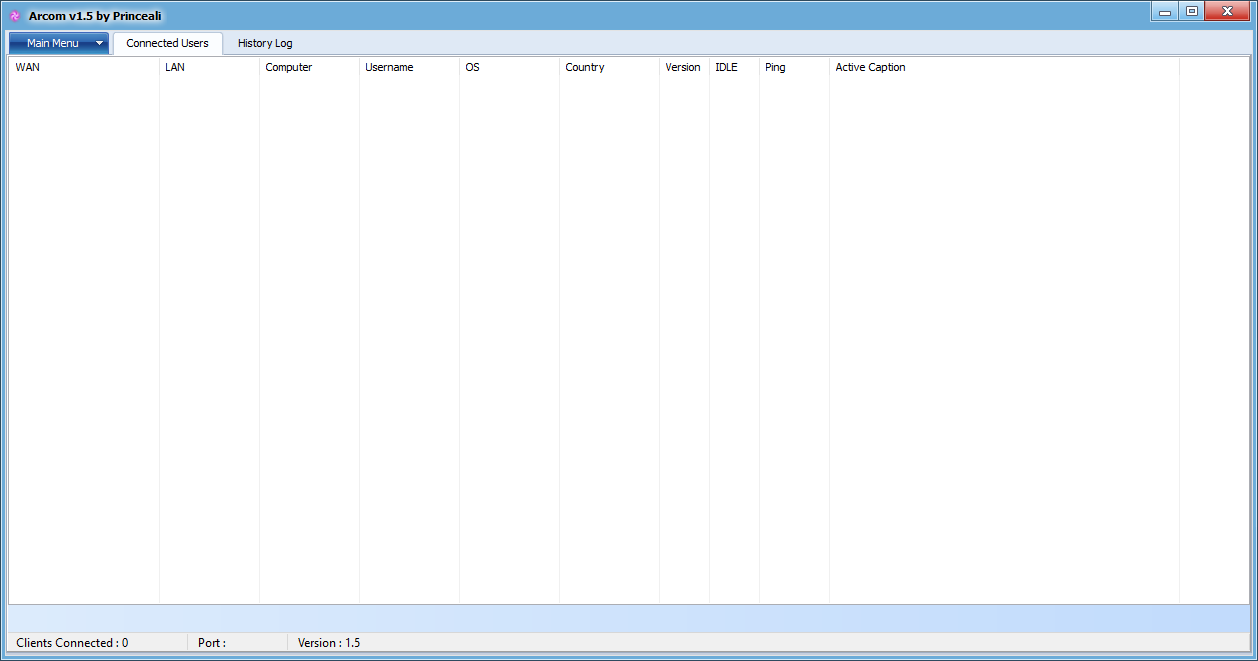 Arcom v1.5 by Princeali
Main Menu Connected Users History Log
WAN LAN Computer Username OS Country Version IDLE Ping Active Caption
Clients Connected : 0 Port : Version : 1.5